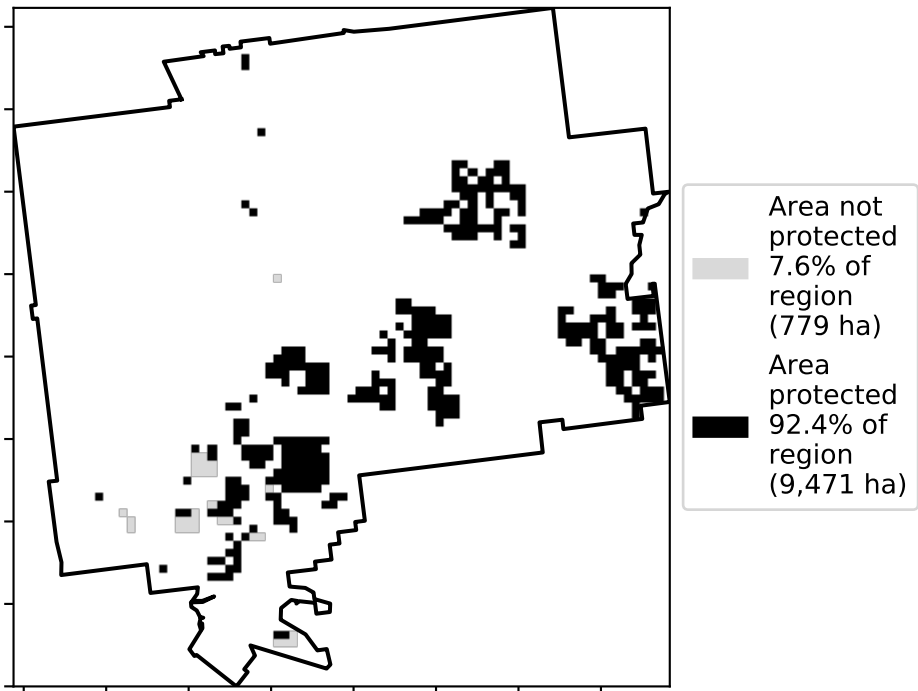 Area not
protected
7.6% of
region
(779 ha)
Area
protected
92.4% of
region
(9,471 ha)